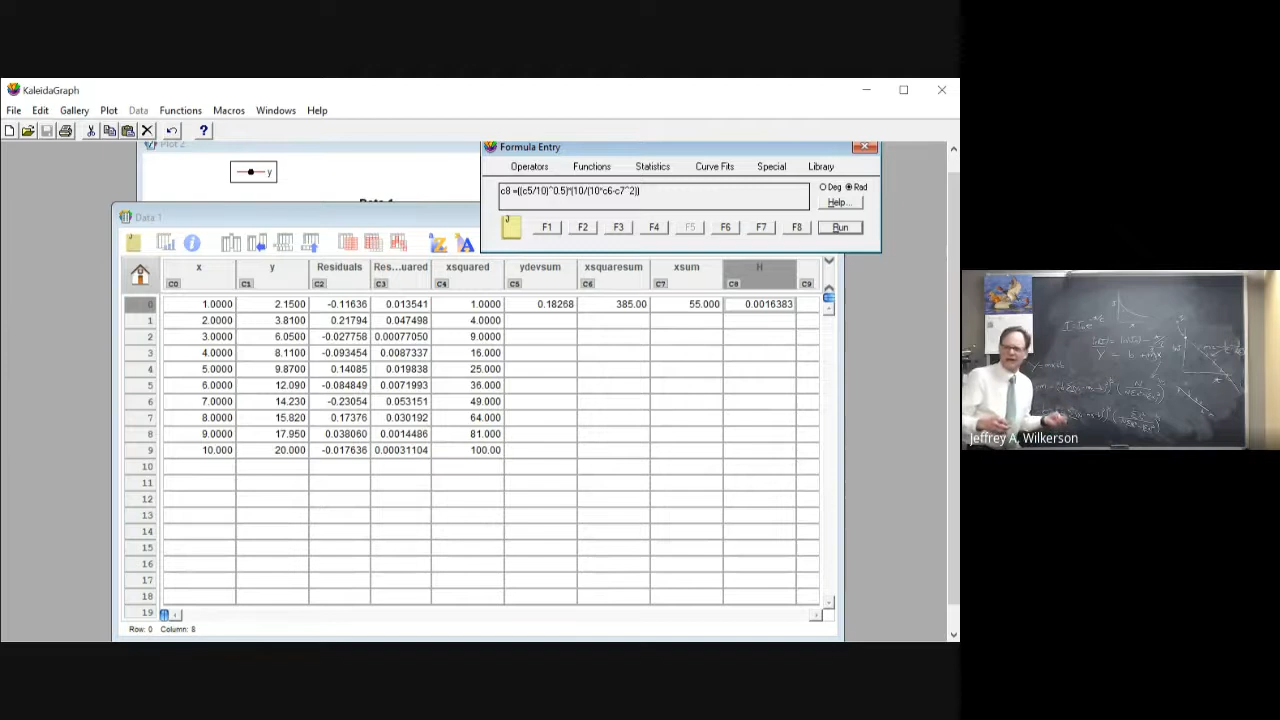 KaleidaGraph
File Edit Gallery Plot Data Functions Macros Windows Help
Plot 2
y
Data 1
Formula Entry
Operators Functions Statistics Curve Fits Special Library
c8 =((c5/10)^0.5)*(10/(10*c6-c7^2))
Deg Rad
Help...
F1 F2 F3 F4 F5 F6 F7 F8 Run
Data 1
x y Residuals Res...uared xsquared ydevsum xsquaresum xsum H
C0 C1 C2 C3 C4 C5 C6 C7 C8 C9
0 1.0000 2.1500 -0.11636 0.013541 1.0000 0.18268 385.00 55.000 0.0016383
1 2.0000 3.8100 0.21794 0.047498 4.0000
2 3.0000 6.0500 -0.027758 0.00077050 9.0000
3 4.0000 8.1100 -0.093454 0.0087337 16.000
4 5.0000 9.8700 0.14085 0.019838 25.000
5 6.0000 12.090 -0.084849 0.0071993 36.000
6 7.0000 14.230 -0.23054 0.053151 49.000
7 8.0000 15.820 0.17376 0.030192 64.000
8 9.0000 17.950 0.038060 0.0014486 81.000
9 10.000 20.000 -0.017636 0.00031104 100.00
10
11
12
13
14
15
16
17
18
19
Row: 0 Column: 8
Jeffrey A. Wilkerson